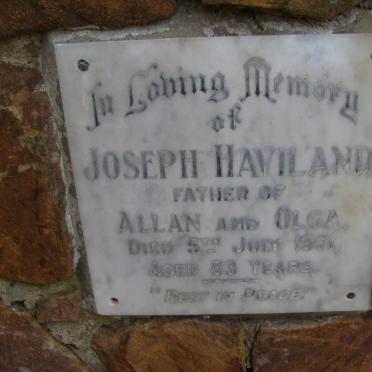 In Loving Memory
of
JOSEPH HAVILAND
FATHER OF
ALLAN AND OLGA.
DIED 5TH JULY
AGED 83 YEARS.
"REST IN PEACE."